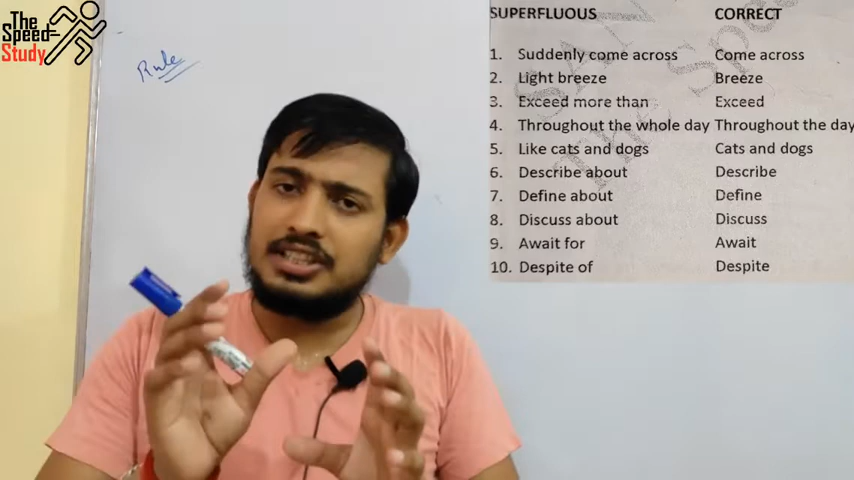 The
Speed
Study
Rule
SUPERFLUOUS CORRECT
1. Suddenly come across Come across
2. Light breeze Breeze
3. Exceed more than Exceed
4. Throughout the whole day Throughout the day
5. Like cats and dogs Cats and dogs
6. Describe about Describe
7. Define about Define
8. Discuss about Discuss
9. Await for Await
10. Despite of Despite